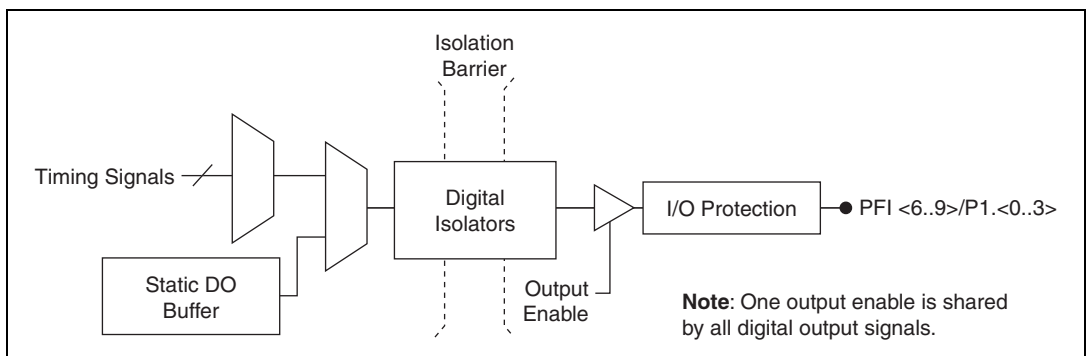 Isolation
Barrier
Timing Signals
Digital
Isolators
I/O Protection
PFI <6..9>/P1.<0..3>
Static DO
Buffer
Output
Enable
Note: One output enable is shared
by all digital output signals.